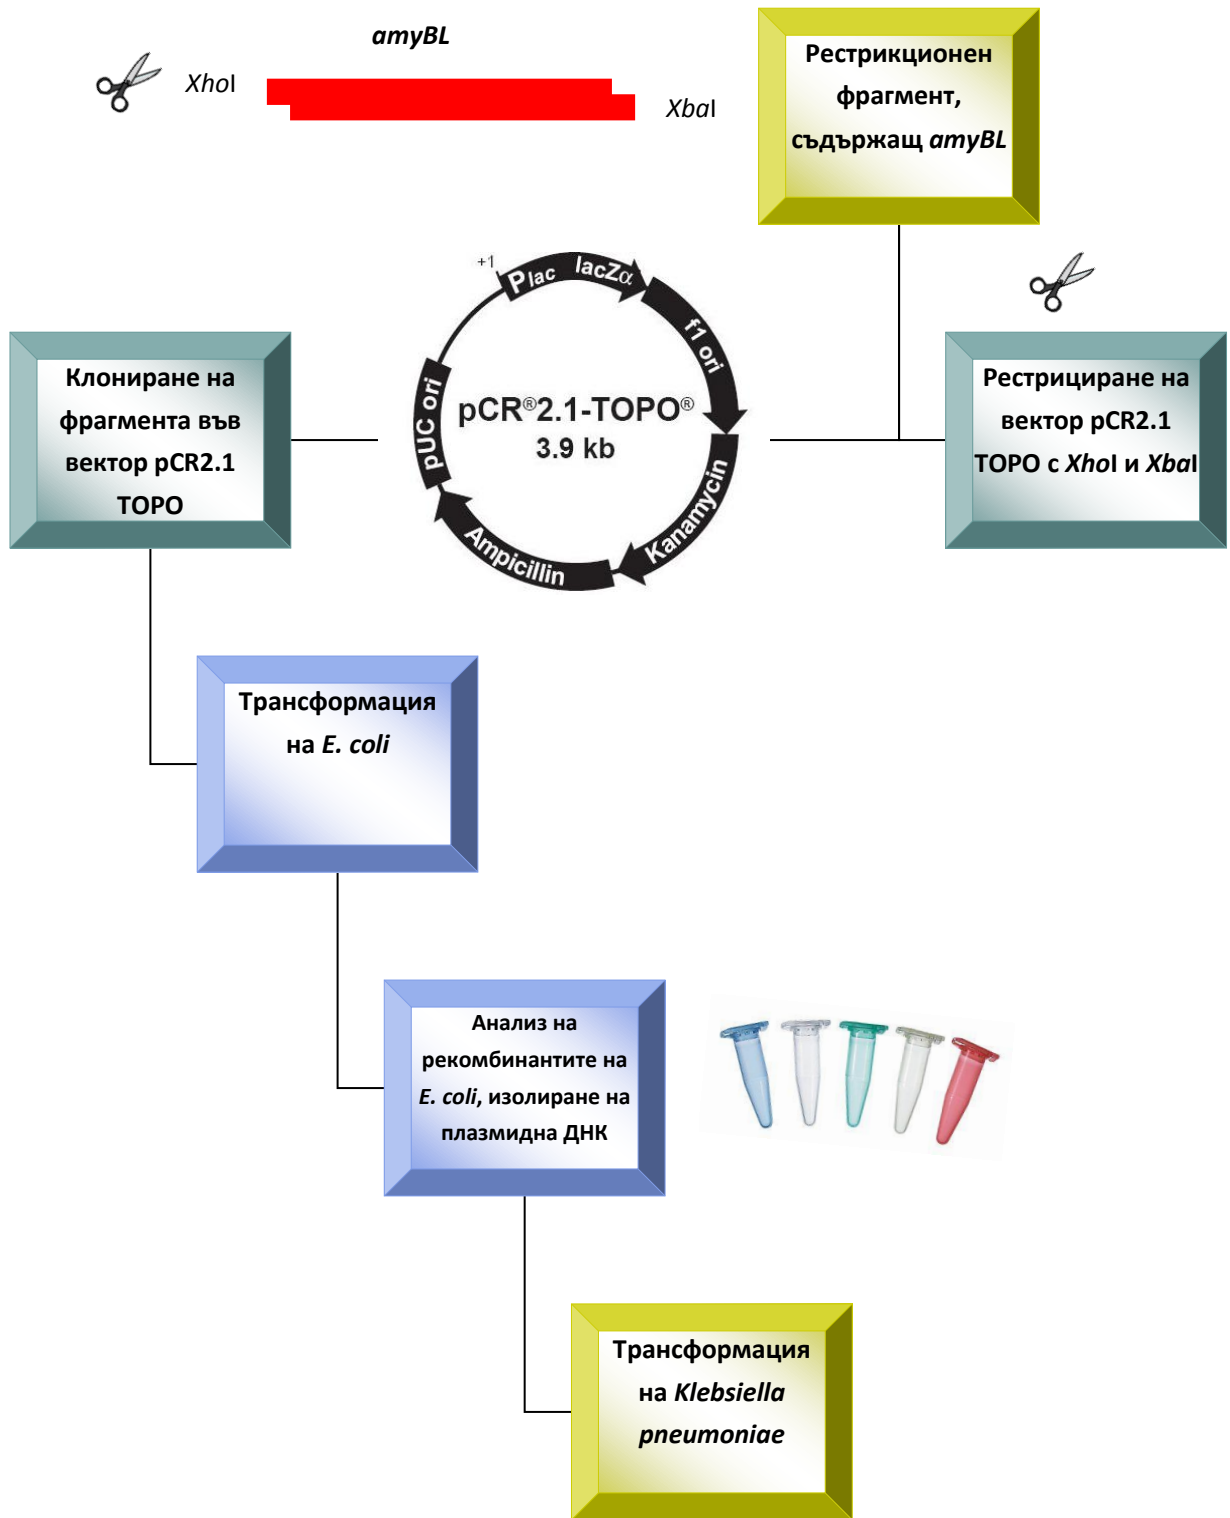 amyBL
XhoI
XbaI
Рестрикционен
фрагмент,
съдържащ amyBL
+1
Plac lacZα
f1 ori
Kanamycin
Ampicillin
pUC ori
pCR®2.1-TOPO®
3.9 kb
Клониране на
фрагмента във
вектор pCR2.1
TOPO
Рестрициране на
вектор pCR2.1
TOPO с XhoI и XbaI
Трансформация
на E. coli
Анализ на
рекомбинантите на
E. coli, изолиране на
плазмидна ДНК
Трансформация
на Klebsiella
pneumoniae